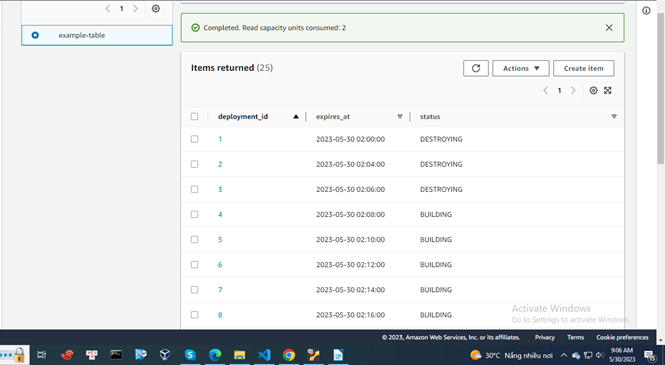 1
example-table
Completed. Read capacity units consumed: 2
Items returned (25)
Actions
Create item
1
deployment_id expires_at status
1 2023-05-30 02:00:00 DESTROYING
2 2023-05-30 02:04:00 DESTROYING
3 2023-05-30 02:06:00 DESTROYING
4 2023-05-30 02:08:00 BUILDING
5 2023-05-30 02:10:00 BUILDING
6 2023-05-30 02:12:00 BUILDING
7 2023-05-30 02:14:00 BUILDING
8 2023-05-30 02:16:00 BUILDING
Activate Windows
Go to Settings to activate Windows.
© 2023, Amazon Web Services, Inc. or its affiliates. Privacy Terms Cookie preferences
30°C Nắng nhiều nơi
9:06 AM
5/30/2023